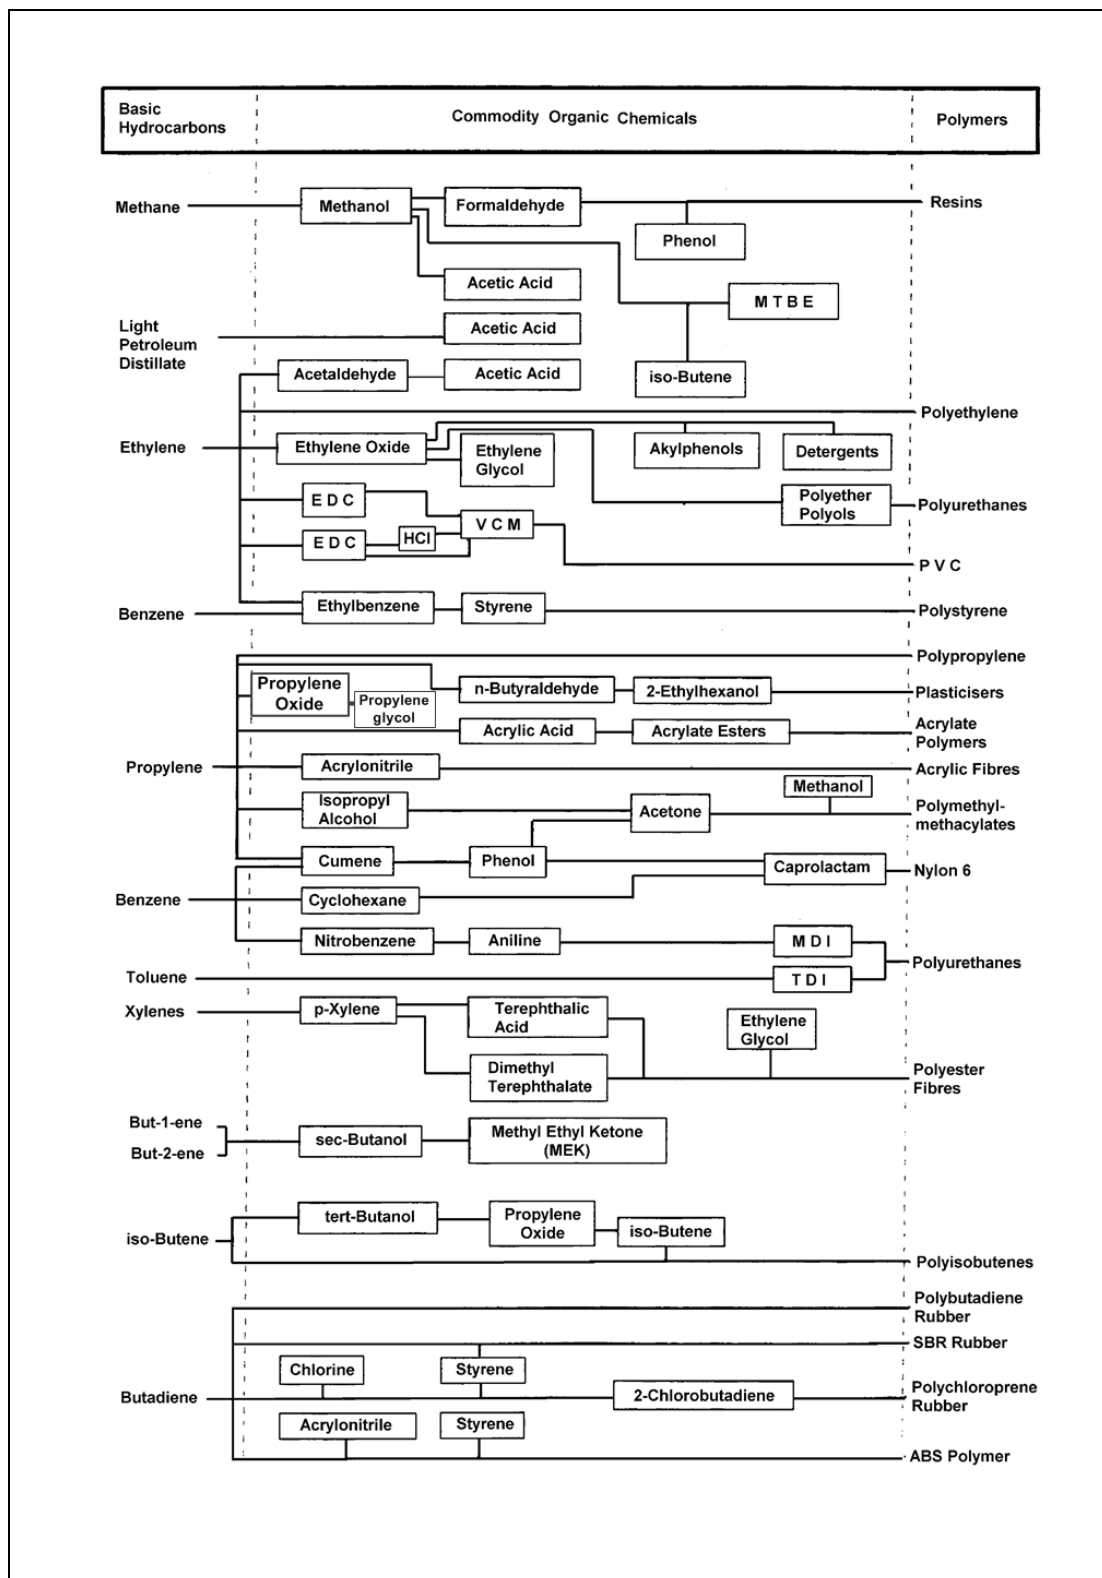 Basic
Hydrocarbons
Commodity Organic Chemicals
Polymers
Methane
Methanol
Formaldehyde
Resins
Phenol
Acetic Acid
M T B E
Light
Petroleum
Distillate
Acetic Acid
Acetaldehyde
Acetic Acid
iso-Butene
Polyethylene
Ethylene
Ethylene Oxide
Ethylene
Glycol
Akylphenols
Detergents
E D C
Polyether
Polyols
Polyurethanes
V C M
E D C
HCl
P V C
Benzene
Ethylbenzene
Styrene
Polystyrene
Polypropylene
Propylene
Oxide
Propylene
glycol
n-Butyraldehyde
2-Ethylhexanol
Plasticisers
Acrylic Acid
Acrylate Esters
Acrylate
Polymers
Propylene
Acrylonitrile
Acrylic Fibres
Isopropyl
Alcohol
Acetone
Methanol
Polymethyl-
methacylates
Cumene
Phenol
Caprolactam
Nylon 6
Benzene
Cyclohexane
Nitrobenzene
Aniline
M D I
Polyurethanes
Toluene
T D I
Xylenes
p-Xylene
Terephthalic
Acid
Ethylene
Glycol
Dimethyl
Terephthalate
Polyester
Fibres
But-1-ene
But-2-ene
sec-Butanol
Methyl Ethyl Ketone
(MEK)
iso-Butene
tert-Butanol
Propylene
Oxide
iso-Butene
Polyisobutenes
Polybutadiene
Rubber
SBR Rubber
Chlorine
Styrene
Butadiene
2-Chlorobutadiene
Polychloroprene
Rubber
Acrylonitrile
Styrene
ABS Polymer